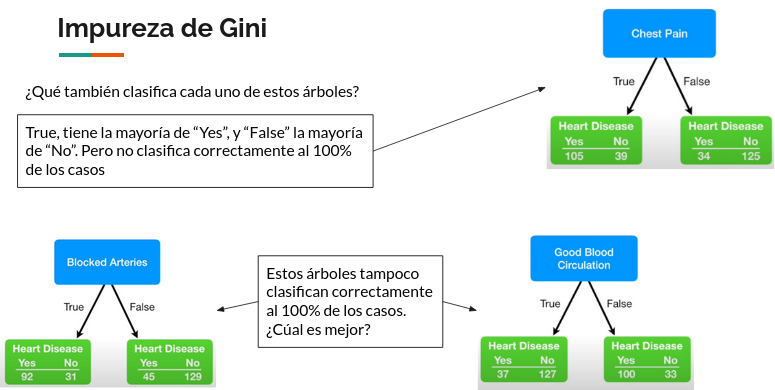 Impureza de Gini
¿Qué también clasifica cada uno de estos árboles?
True, tiene la mayoría de “Yes”, y “False” la mayoría
de “No”. Pero no clasifica correctamente al 100%
de los casos
Chest Pain
True False
Heart Disease Heart Disease
Yes No Yes No
105 39 34 125
Blocked Arteries
True False
Heart Disease Heart Disease
Yes No Yes No
92 31 45 129
Estos árboles tampoco
clasifican correctamente
al 100% de los casos.
¿Cúal es mejor?
Good Blood
Circulation
True False
Heart Disease Heart Disease
Yes No Yes No
37 127 100 33